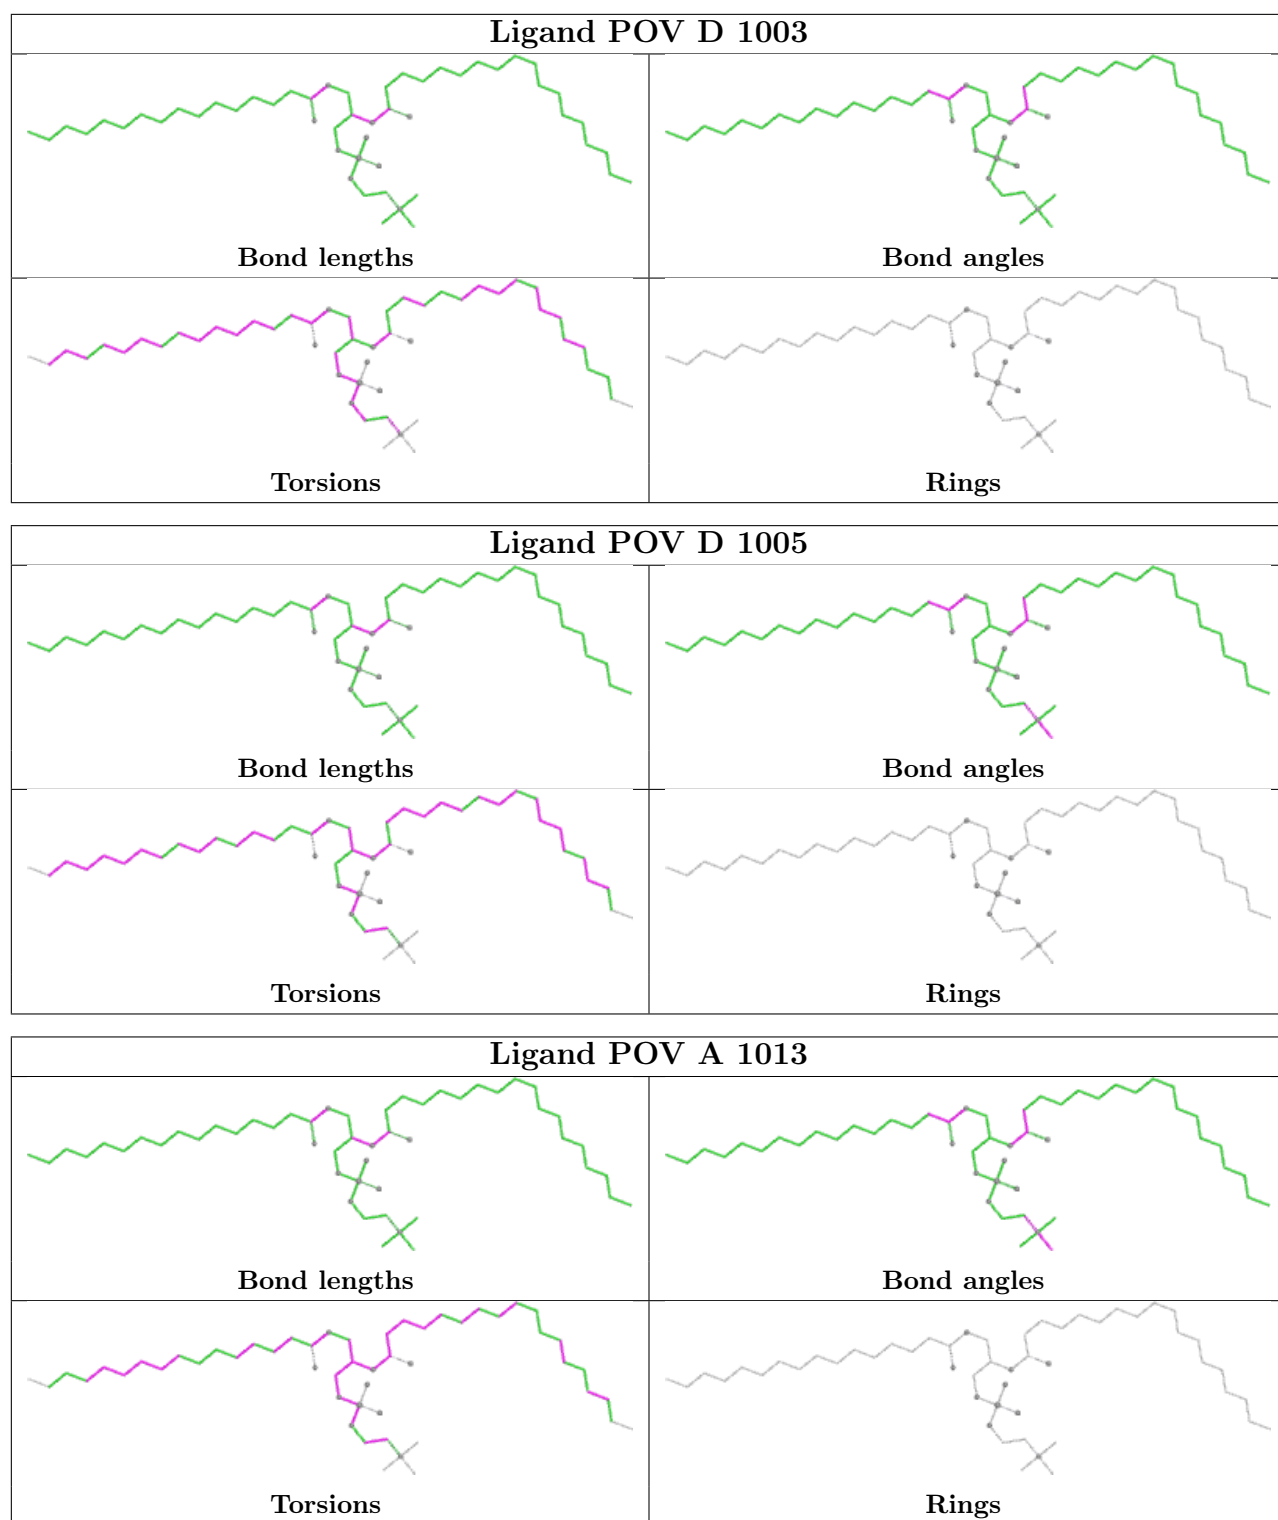 Ligand POV D 1003
Bond lengths
Bond angles
Torsions
Rings
Ligand POV D 1005
Bond lengths
Bond angles
Torsions
Rings
Ligand POV A 1013
Bond lengths
Bond angles
Torsions
Rings